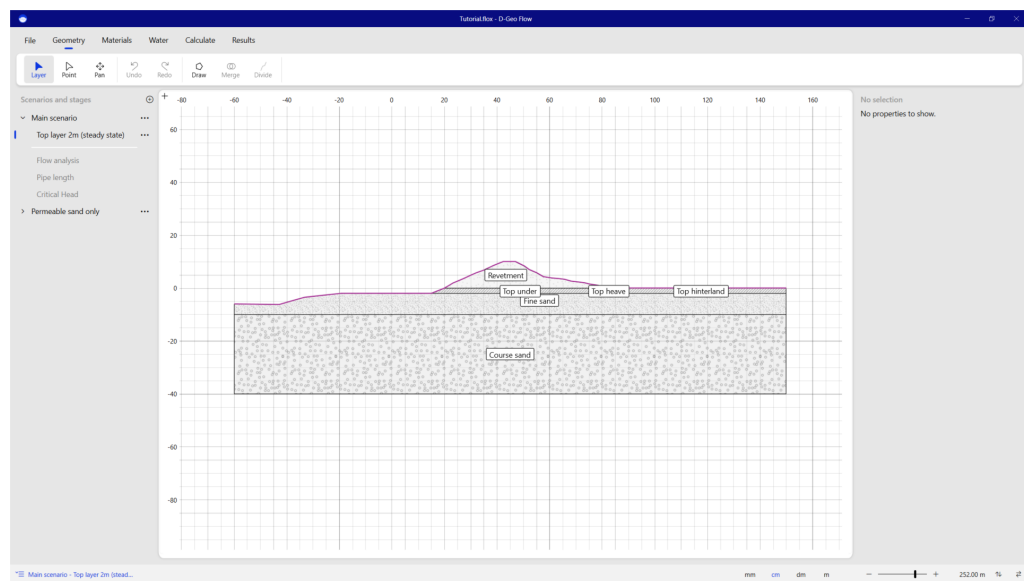 Tutorial.flox - D-Geo Flow
File Geometry Materials Water Calculate Results
Layer Point Pan Undo Redo Draw Merge Divide
Scenarios and stages
Main scenario
Top layer 2m (steady state)
Flow analysis
Pipe length
Critical Head
Permeable sand only
-80 -60 -40 -20 0 20 40 60 80 100 120 140 160
60
40
20
0
-20
-40
-60
-80
Revetment
Top under Top heave Top hinterland
Fine sand
Course sand
No selection
No properties to show.
Main scenario - Top layer 2m (stead...
mm cm dm m
252.00 m